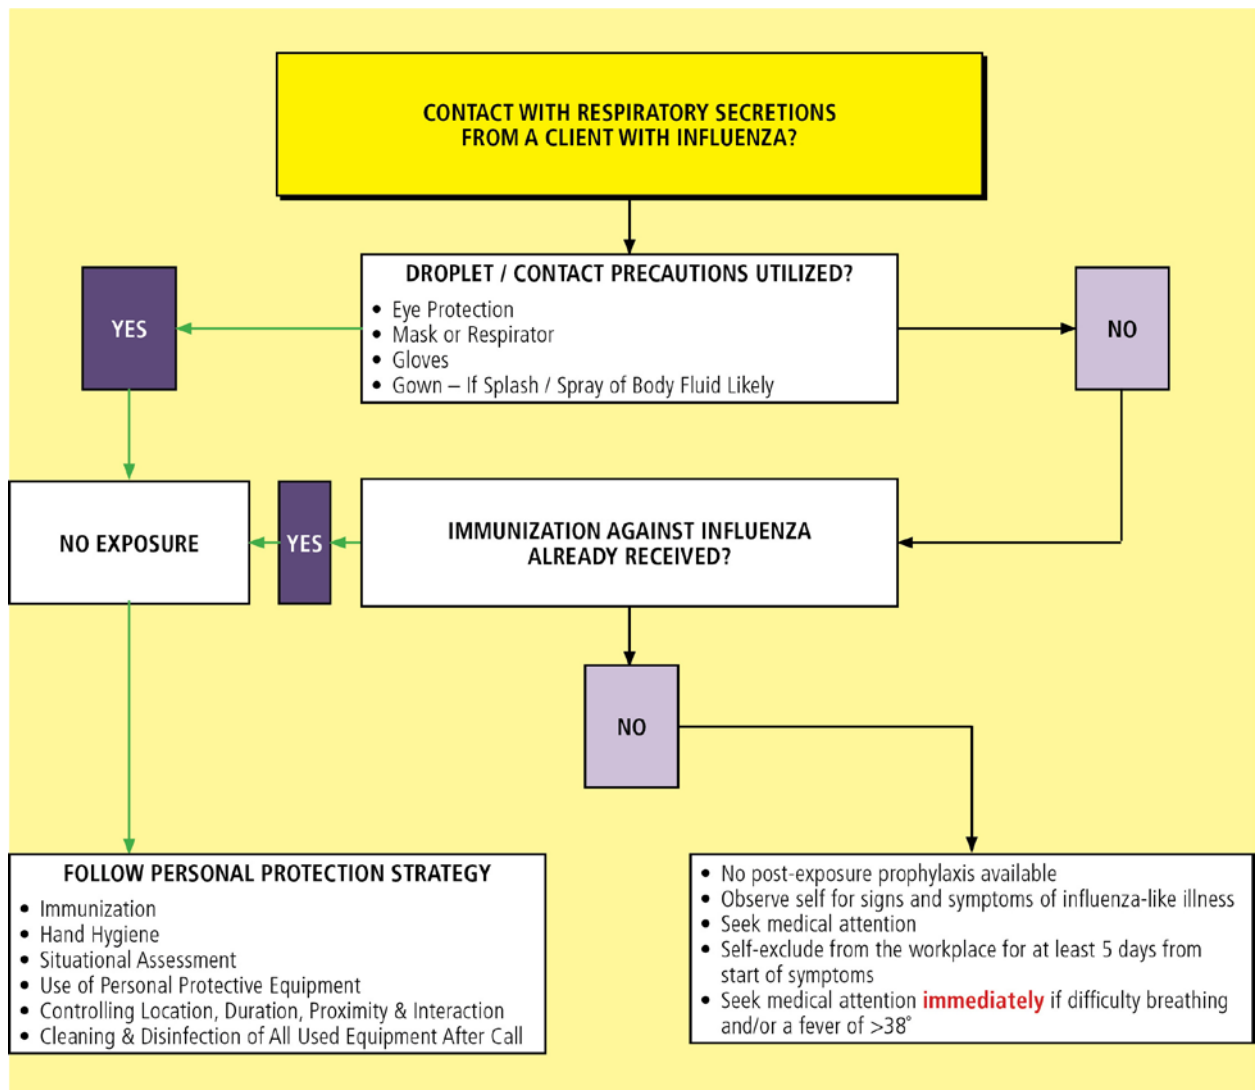 CONTACT WITH RESPIRATORY SECRETIONS
FROM A CLIENT WITH INFLUENZA?
DROPLET / CONTACT PRECAUTIONS UTILIZED?
• Eye Protection
• Mask or Respirator
• Gloves
• Gown – If Splash / Spray of Body Fluid Likely
YES
NO
NO EXPOSURE
YES
IMMUNIZATION AGAINST INFLUENZA
ALREADY RECEIVED?
NO
FOLLOW PERSONAL PROTECTION STRATEGY
• Immunization
• Hand Hygiene
• Situational Assessment
• Use of Personal Protective Equipment
• Controlling Location, Duration, Proximity & Interaction
• Cleaning & Disinfection of All Used Equipment After Call
• No post-exposure prophylaxis available
• Observe self for signs and symptoms of influenza-like illness
• Seek medical attention
• Self-exclude from the workplace for at least 5 days from
start of symptoms
• Seek medical attention immediately if difficulty breathing
and/or a fever of >38°